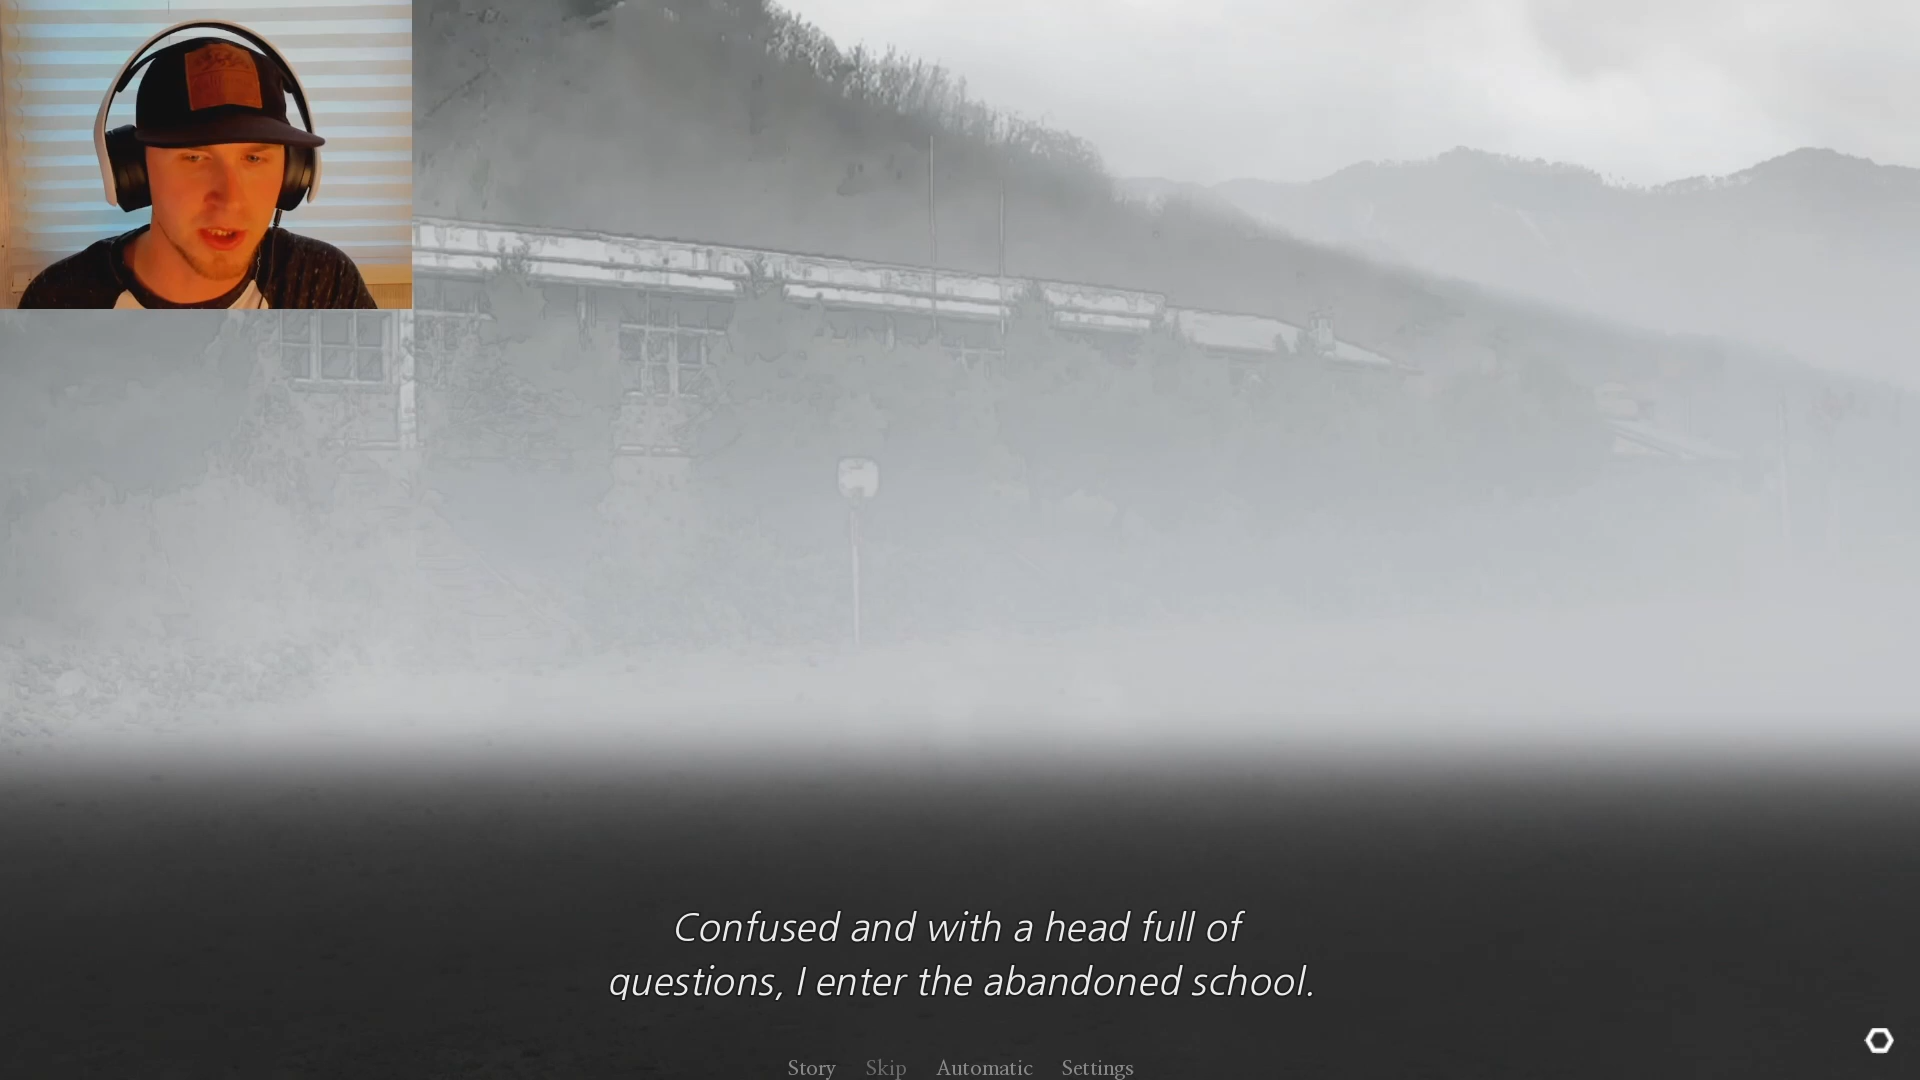 Confused and with a head full of
questions, I enter the abandoned school.
Story Skip Automatic Settings